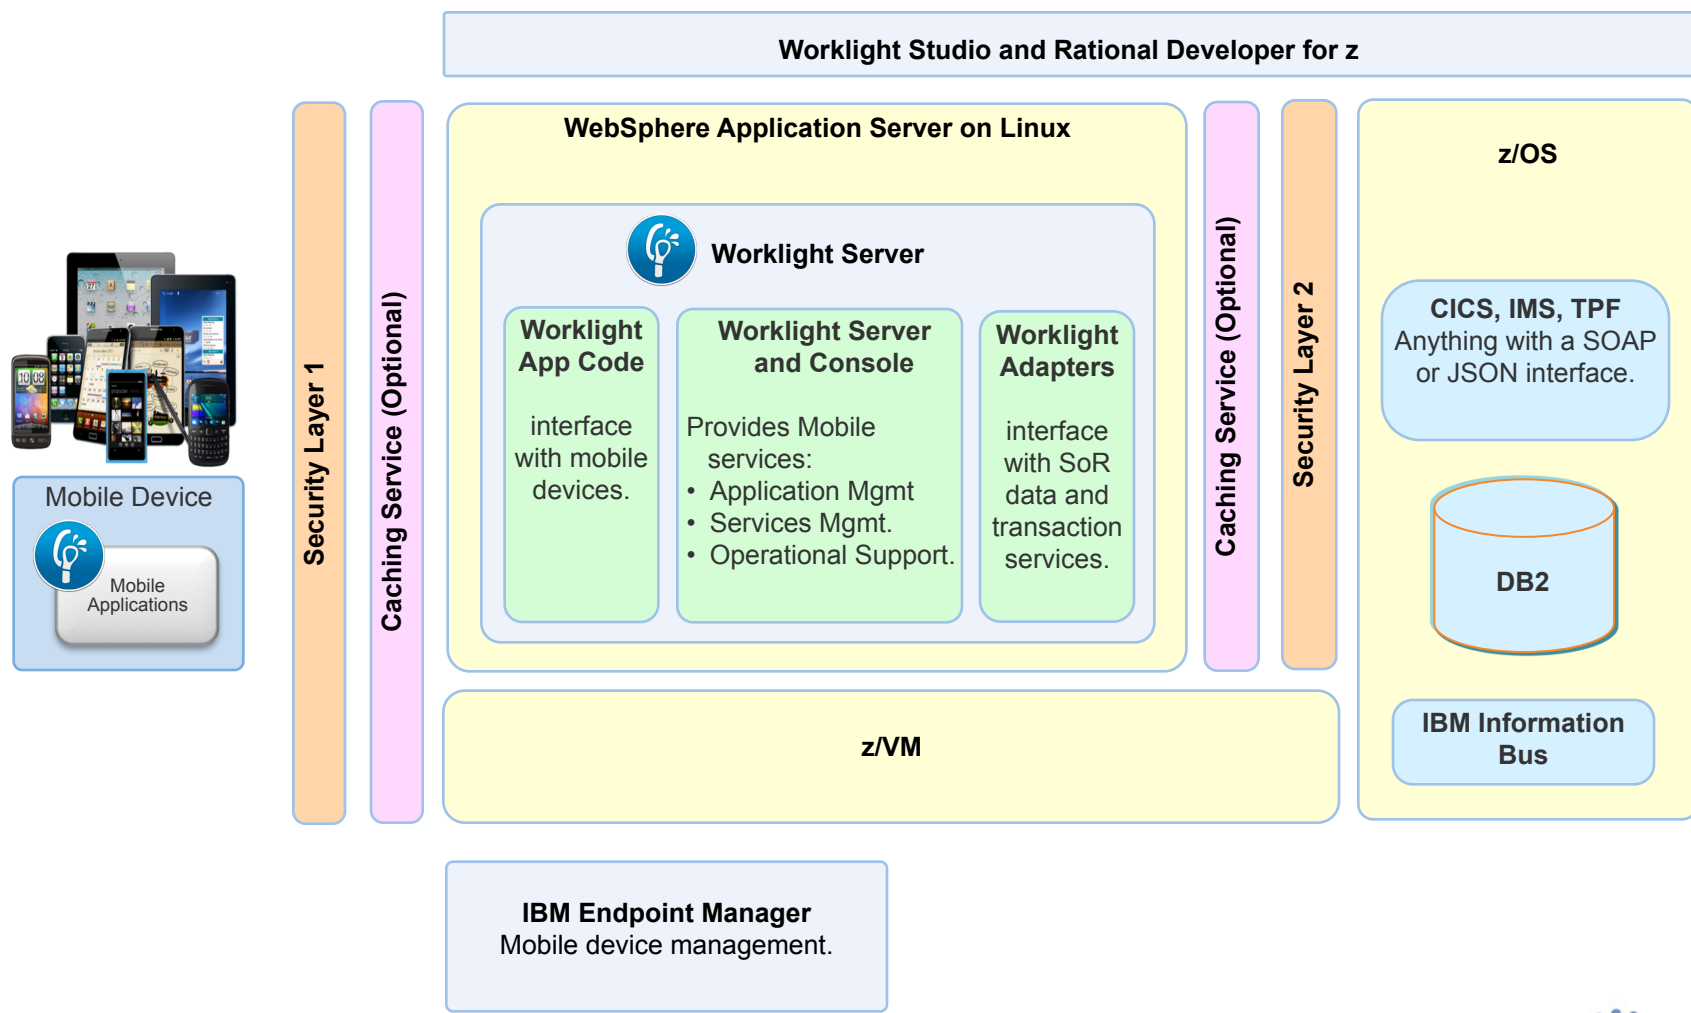 Worklight Studio and Rational Developer for z
Security Layer 1
Caching Service (Optional)
WebSphere Application Server on Linux
Worklight Server
Worklight
App Code
interface
with mobile
devices.
Worklight Server
and Console
Provides Mobile
services:
• Application Mgmt
• Services Mgmt.
• Operational Support.
Worklight
Adapters
interface
with SoR
data and
transaction
services.
Caching Service (Optional)
Security Layer 2
z/OS
CICS, IMS, TPF
Anything with a SOAP
or JSON interface.
DB2
IBM Information
Bus
Mobile Device
Mobile
Applications
z/VM
IBM Endpoint Manager
Mobile device management.